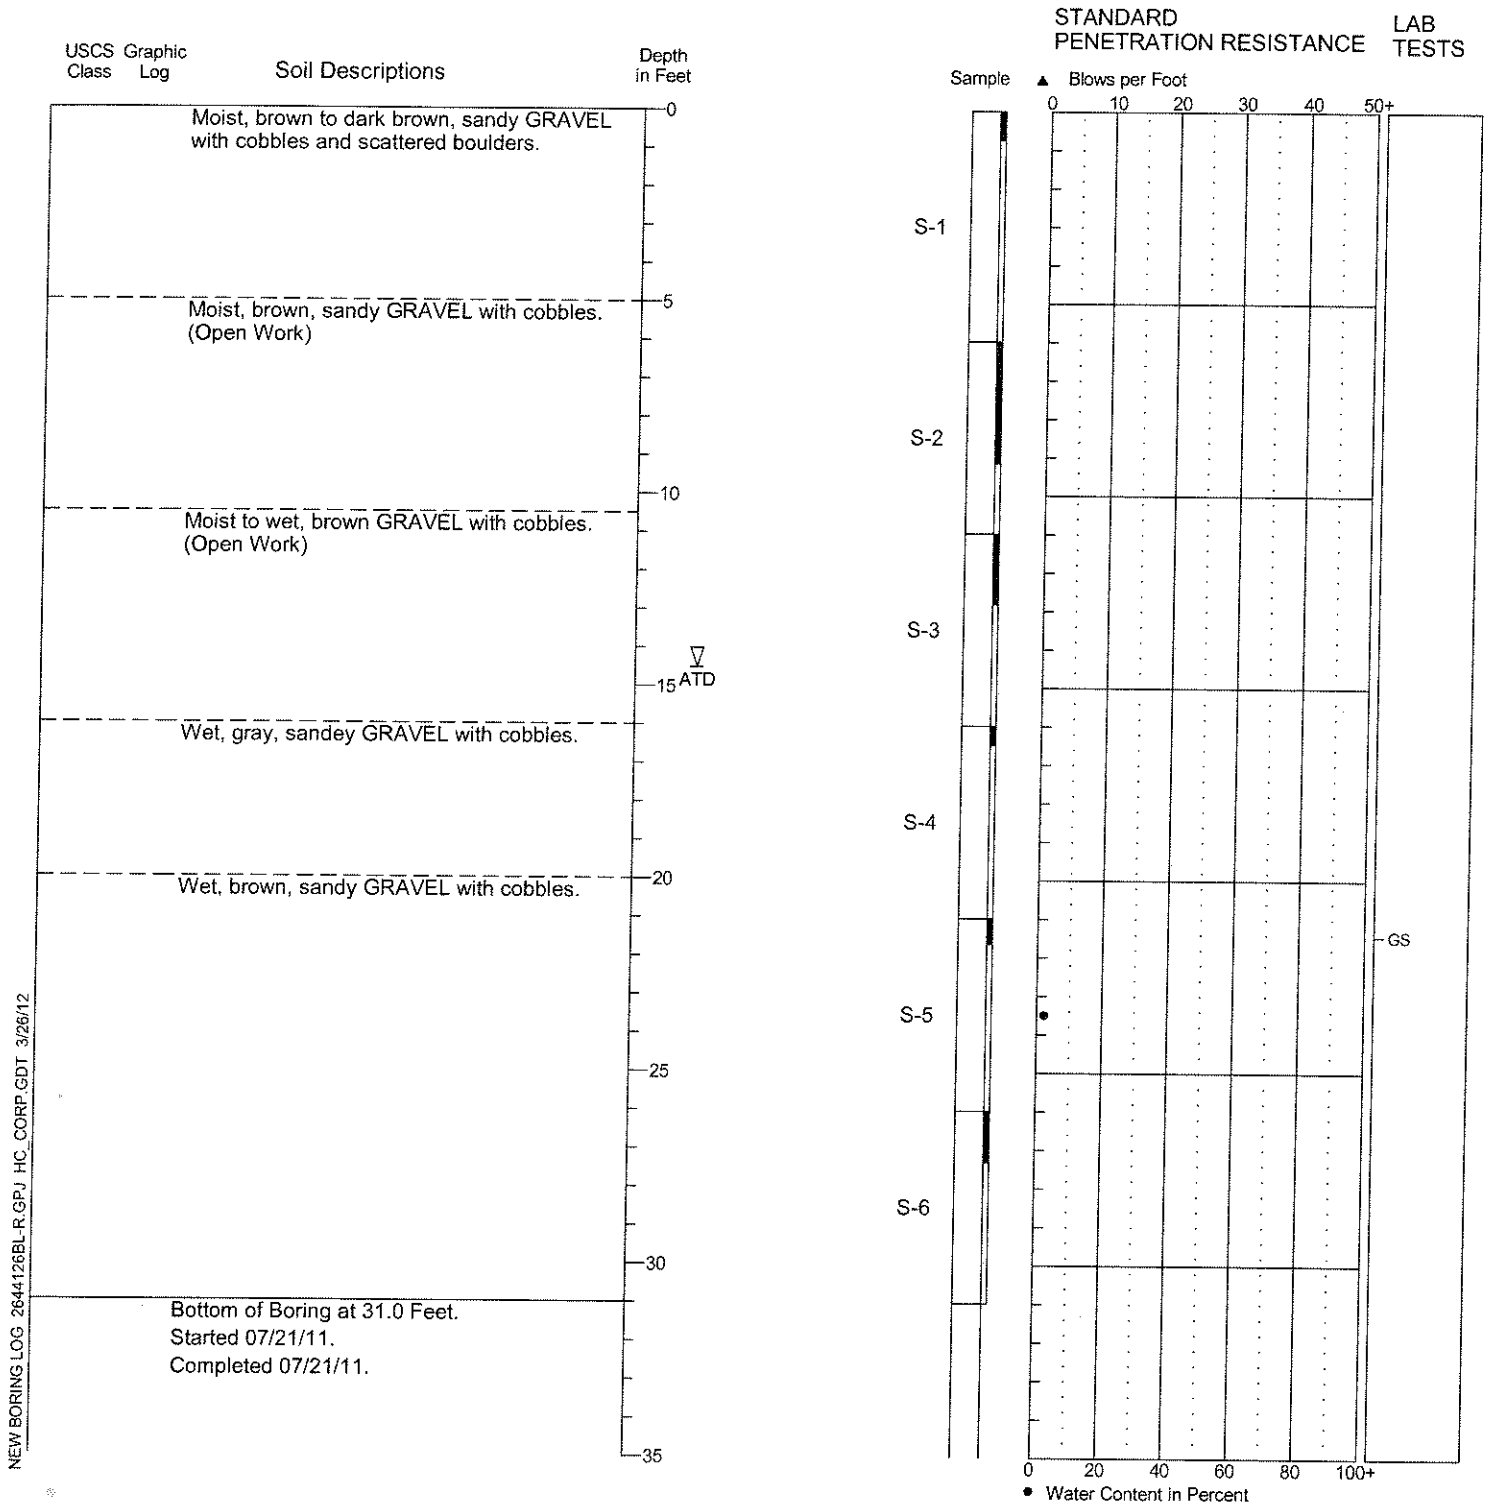 STANDARD
PENETRATION RESISTANCE
LAB
TESTS
USCS Graphic
Class Log
Soil Descriptions
Depth
in Feet
Sample
▲ Blows per Foot
0 10 20 30 40 50+
0
Moist, brown to dark brown, sandy GRAVEL
with cobbles and scattered boulders.
S-1
5
Moist, brown, sandy GRAVEL with cobbles.
(Open Work)
S-2
10
Moist to wet, brown GRAVEL with cobbles.
(Open Work)
S-3
15 ATD
Wet, gray, sandey GRAVEL with cobbles.
S-4
20
Wet, brown, sandy GRAVEL with cobbles.
GS
S-5
25
S-6
30
Bottom of Boring at 31.0 Feet.
Started 07/21/11.
Completed 07/21/11.
35
0 20 40 60 80 100+
● Water Content in Percent
NEW BORING LOG 2644126BL-R.GPJ HC_CORP.GDT 3/26/12